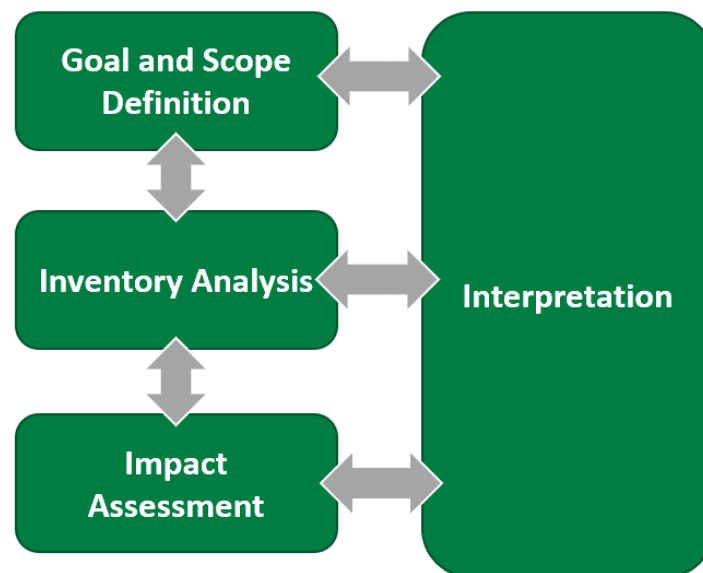 Goal and Scope
Definition
Inventory Analysis
Interpretation
Impact
Assessment